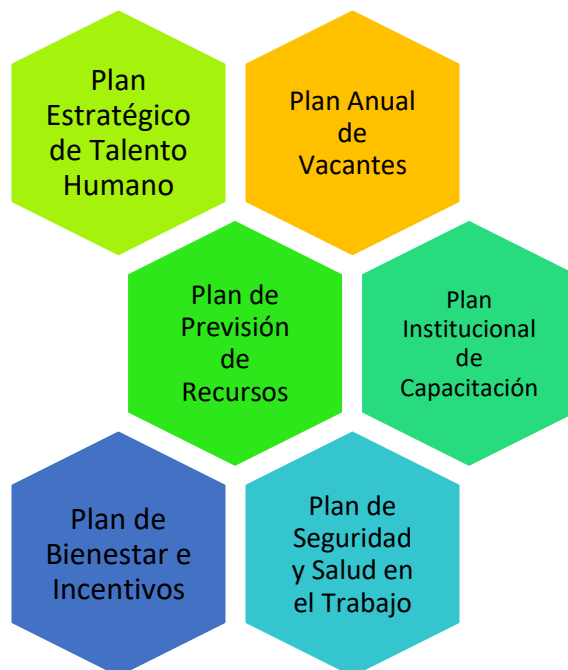 Plan
Estratégico
de Talento
Humano
Plan Anual
de
Vacantes
Plan de
Previsión
de
Recursos
Plan
Institucional
de
Capacitación
Plan de
Bienestar e
Incentivos
Plan de
Seguridad
y Salud en
el Trabajo